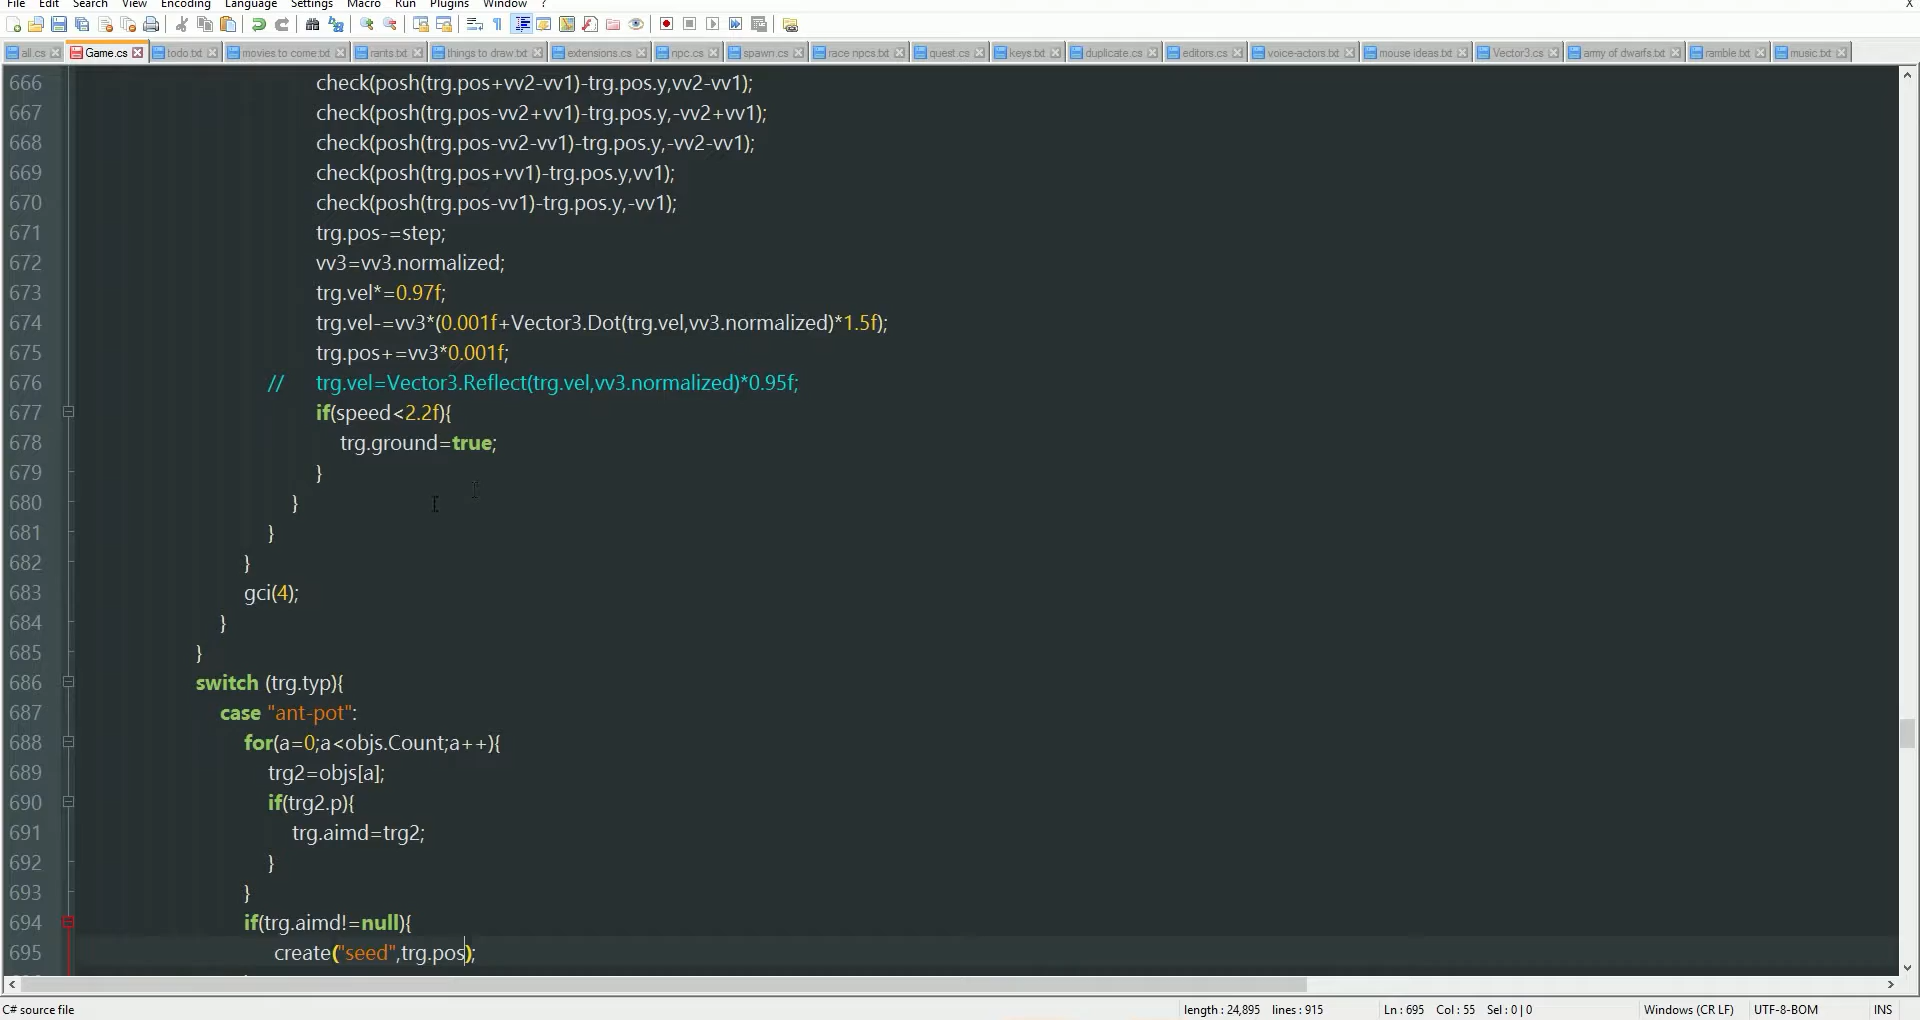 File Edit Search View Encoding Language Settings Macro Run Plugins Window ? X
all.cs Game.cs todo.txt movies to come.txt rants.txt things to draw.txt extensions.cs npc.cs spawn.cs race npcs.txt quest.cs keys.txt duplicate.cs editors.cs voice-actors.txt mouse ideas.txt Vector3.cs army of dwarfs.txt ramble.txt music.txt
666 check(posh(trg.pos+vv2-vv1)-trg.pos.y,vv2-vv1);
667 check(posh(trg.pos-vv2+vv1)-trg.pos.y,-vv2+vv1);
668 check(posh(trg.pos-vv2-vv1)-trg.pos.y,-vv2-vv1);
669 check(posh(trg.pos+vv1)-trg.pos.y,vv1);
670 check(posh(trg.pos-vv1)-trg.pos.y,-vv1);
671 trg.pos-=step;
672 vv3=vv3.normalized;
673 trg.vel*=0.97f;
674 trg.vel-=vv3*(0.001f+Vector3.Dot(trg.vel,vv3.normalized)*1.5f);
675 trg.pos+=vv3*0.001f;
676 // trg.vel=Vector3.Reflect(trg.vel,vv3.normalized)*0.95f;
677 if(speed<2.2f){
678 trg.ground=true;
679 }
680 }
681 }
682 }
683 gci(4);
684 }
685 }
686 switch (trg.typ){
687 case "ant-pot":
688 for(a=0;a<objs.Count;a++){
689 trg2=objs[a];
690 if(trg2.p){
691 trg.aimd=trg2;
692 }
693 }
694 if(trg.aimd!=null){
695 create("seed",trg.pos);
C# source file length : 24,895 lines : 915 Ln : 695 Col : 55 Sel : 0 | 0 Windows (CR LF) UTF-8-BOM INS